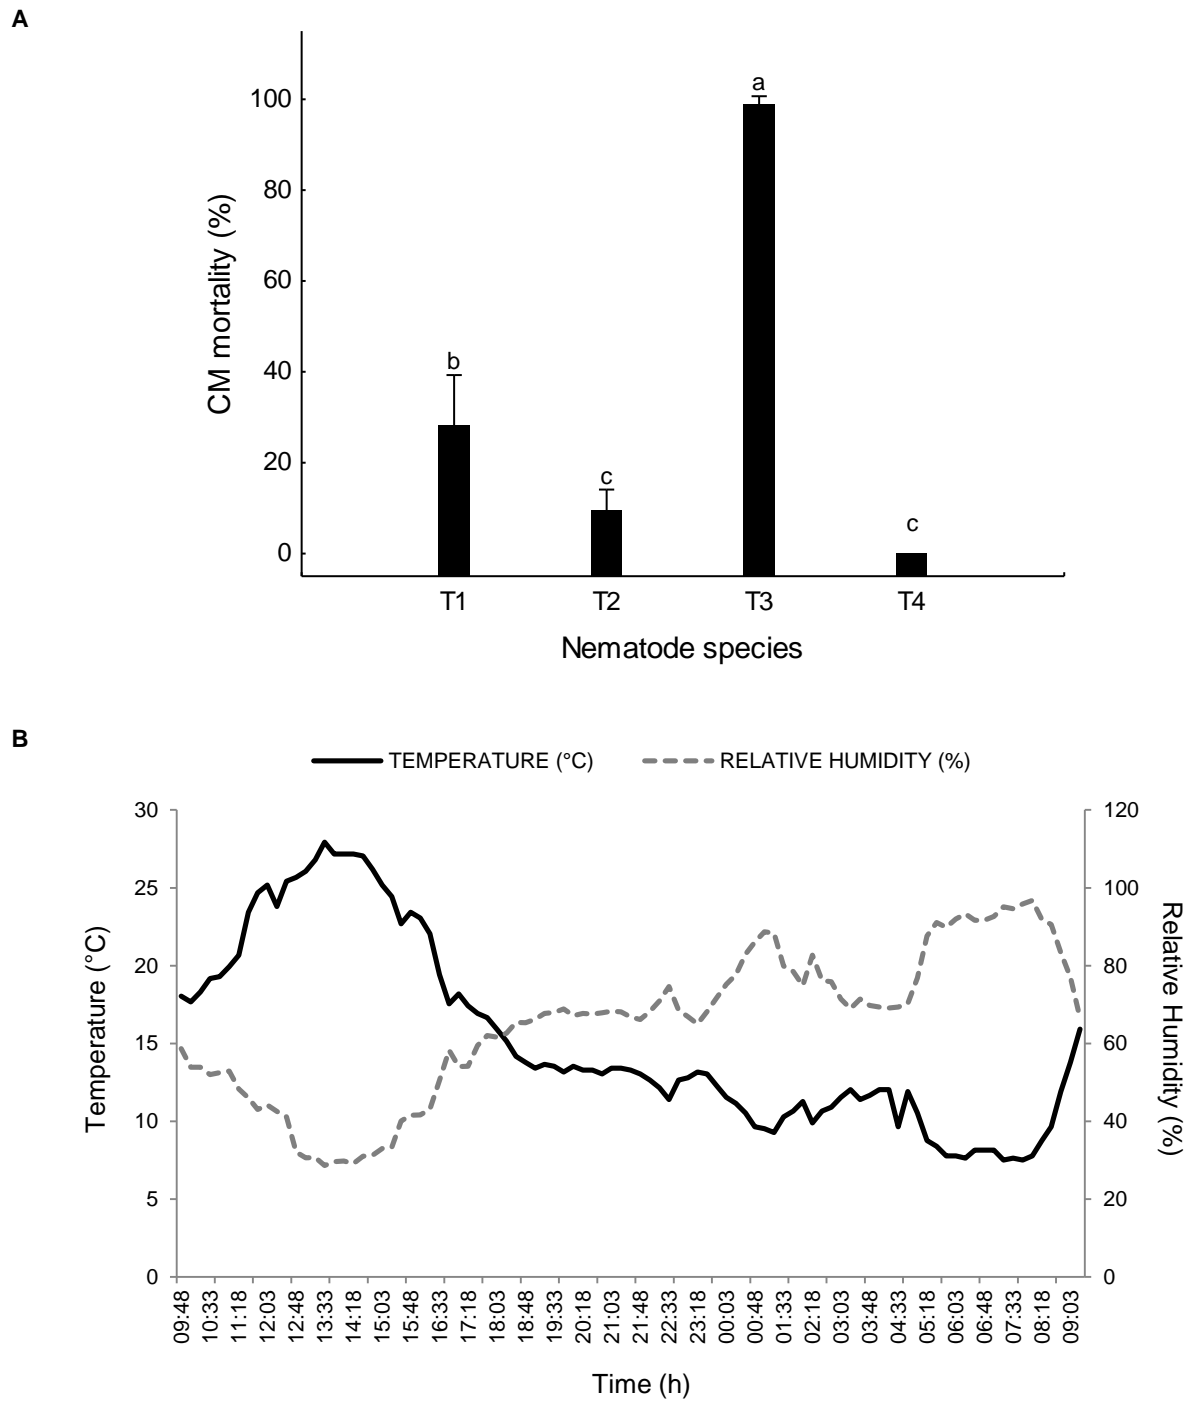 A
a
100
80
60
CM mortality (%)
b
40
20
c
c
0
T1 T2 T3 T4
Nematode species
B
TEMPERATURE (°C) RELATIVE HUMIDITY (%)
30 120
25 100
20 80
Temperature (°C)
Relative Humidity (%)
15 60
10 40
5 20
0 0
09:48 10:33 11:18 12:03 12:48 13:33 14:18 15:03 15:48 16:33 17:18 18:03 18:48 19:33 20:18 21:03 21:48 22:33 23:18 00:03 00:48 01:33 02:18 03:03 03:48 04:33 05:18 06:03 06:48 07:33 08:18 09:03
Time (h)